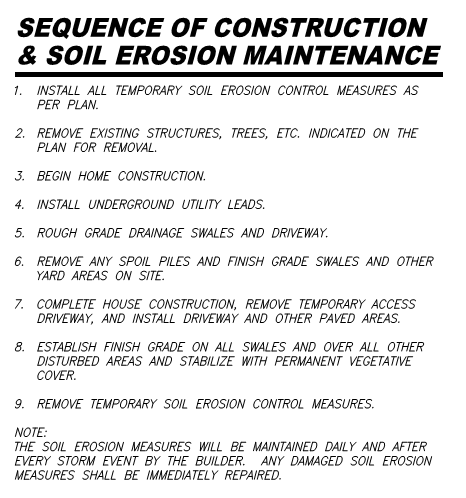 SEQUENCE OF CONSTRUCTION
& SOIL EROSION MAINTENANCE
1. INSTALL ALL TEMPORARY SOIL EROSION CONTROL MEASURES AS
PER PLAN.
2. REMOVE EXISTING STRUCTURES, TREES, ETC. INDICATED ON THE
PLAN FOR REMOVAL.
3. BEGIN HOME CONSTRUCTION.
4. INSTALL UNDERGROUND UTILITY LEADS.
5. ROUGH GRADE DRAINAGE SWALES AND DRIVEWAY.
6. REMOVE ANY SPOIL PILES AND FINISH GRADE SWALES AND OTHER
YARD AREAS ON SITE.
7. COMPLETE HOUSE CONSTRUCTION, REMOVE TEMPORARY ACCESS
DRIVEWAY, AND INSTALL DRIVEWAY AND OTHER PAVED AREAS.
8. ESTABLISH FINISH GRADE ON ALL SWALES AND OVER ALL OTHER
DISTURBED AREAS AND STABILIZE WITH PERMANENT VEGETATIVE
COVER.
9. REMOVE TEMPORARY SOIL EROSION CONTROL MEASURES.
NOTE:
THE SOIL EROSION MEASURES WILL BE MAINTAINED DAILY AND AFTER
EVERY STORM EVENT BY THE BUILDER. ANY DAMAGED SOIL EROSION
MEASURES SHALL BE IMMEDIATELY REPAIRED.